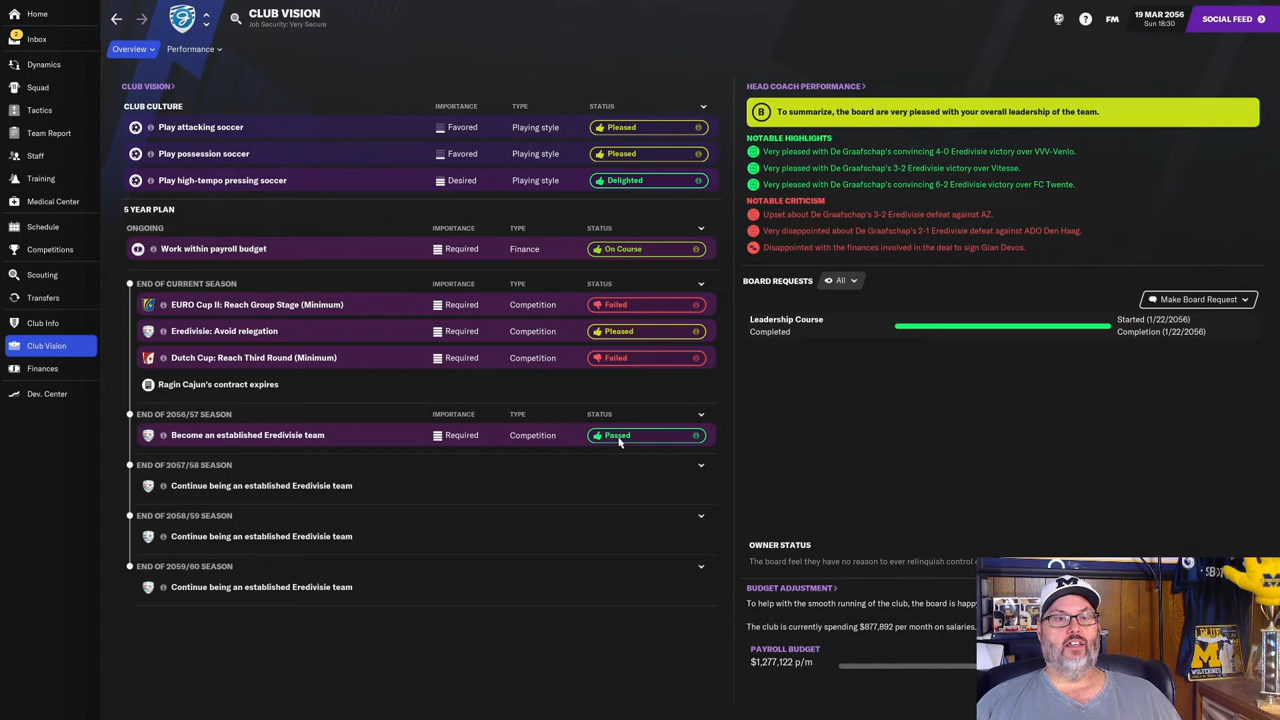 Home
Inbox
2
Dynamics
Squad
Tactics
Team Report
Staff
Training
Medical Center
Schedule
Competitions
Scouting
Transfers
Club Info
Club Vision
Finances
Dev. Center
CLUB VISION
Job Security: Very Secure
FM
19 MAR 2056
Sun 18:30
SOCIAL FEED
Overview
Performance
CLUB VISION>
CLUB CULTURE IMPORTANCE TYPE STATUS
Play attacking soccer Favored Playing style Pleased
Play possession soccer Favored Playing style Pleased
Play high-tempo pressing soccer Desired Playing style Delighted
5 YEAR PLAN
ONGOING IMPORTANCE TYPE STATUS
Work within payroll budget Required Finance On Course
END OF CURRENT SEASON IMPORTANCE TYPE STATUS
EURO Cup II: Reach Group Stage (Minimum) Required Competition Failed
Eredivisie: Avoid relegation Required Competition Pleased
Dutch Cup: Reach Third Round (Minimum) Required Competition Failed
Ragin Cajun's contract expires
END OF 2056/57 SEASON IMPORTANCE TYPE STATUS
Become an established Eredivisie team Required Competition Passed
END OF 2057/58 SEASON
Continue being an established Eredivisie team
END OF 2058/59 SEASON
Continue being an established Eredivisie team
END OF 2059/60 SEASON
Continue being an established Eredivisie team
HEAD COACH PERFORMANCE>
B To summarize, the board are very pleased with your overall leadership of the team.
NOTABLE HIGHLIGHTS
Very pleased with De Graafschap's convincing 4-0 Eredivisie victory over VVV-Venlo.
Very pleased with De Graafschap's 3-2 Eredivisie victory over Vitesse.
Very pleased with De Graafschap's convincing 6-2 Eredivisie victory over FC Twente.
NOTABLE CRITICISM
Upset about De Graafschap's 3-2 Eredivisie defeat against AZ.
Very disappointed about De Graafschap's 2-1 Eredivisie defeat against ADO Den Haag.
Disappointed with the finances involved in the deal to sign Gian Devos.
BOARD REQUESTS All
Make Board Request
Leadership Course
Completed
Started (1/22/2056)
Completion (1/22/2056)
OWNER STATUS
The board feel they have no reason to ever relinquish control
BUDGET ADJUSTMENT>
To help with the smooth running of the club, the board is happ
The club is currently spending $877,892 per month on salaries.
PAYROLL BUDGET
$1,277,122 p/m
M
BLUE
M
WOLVERINES